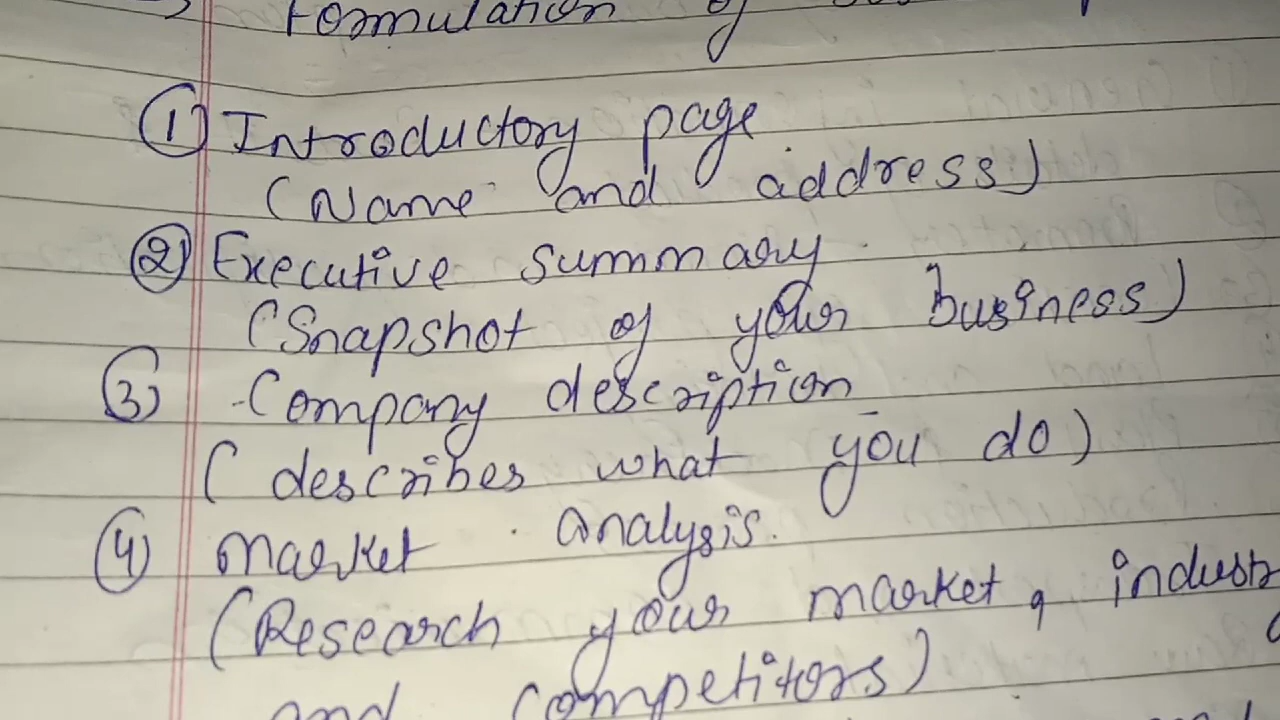 Formulation of
① Introductory page
(Name and address)
② Executive summary
(Snapshot of your business)
③ Company description
(describes what you do)
④ Market analysis.
(Research your market, industry
and competitors)